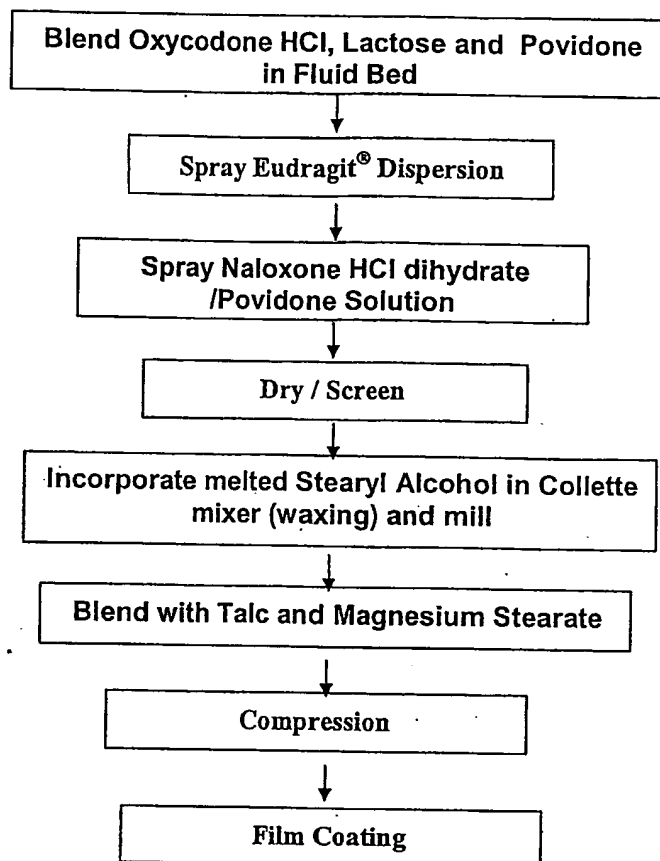 Blend Oxycodone HCl, Lactose and Povidone
in Fluid Bed
Spray Eudragit® Dispersion
Spray Naloxone HCl dihydrate
/Povidone Solution
Dry / Screen
Incorporate melted Stearyl Alcohol in Collette
mixer (waxing) and mill
Blend with Talc and Magnesium Stearate
Compression
Film Coating